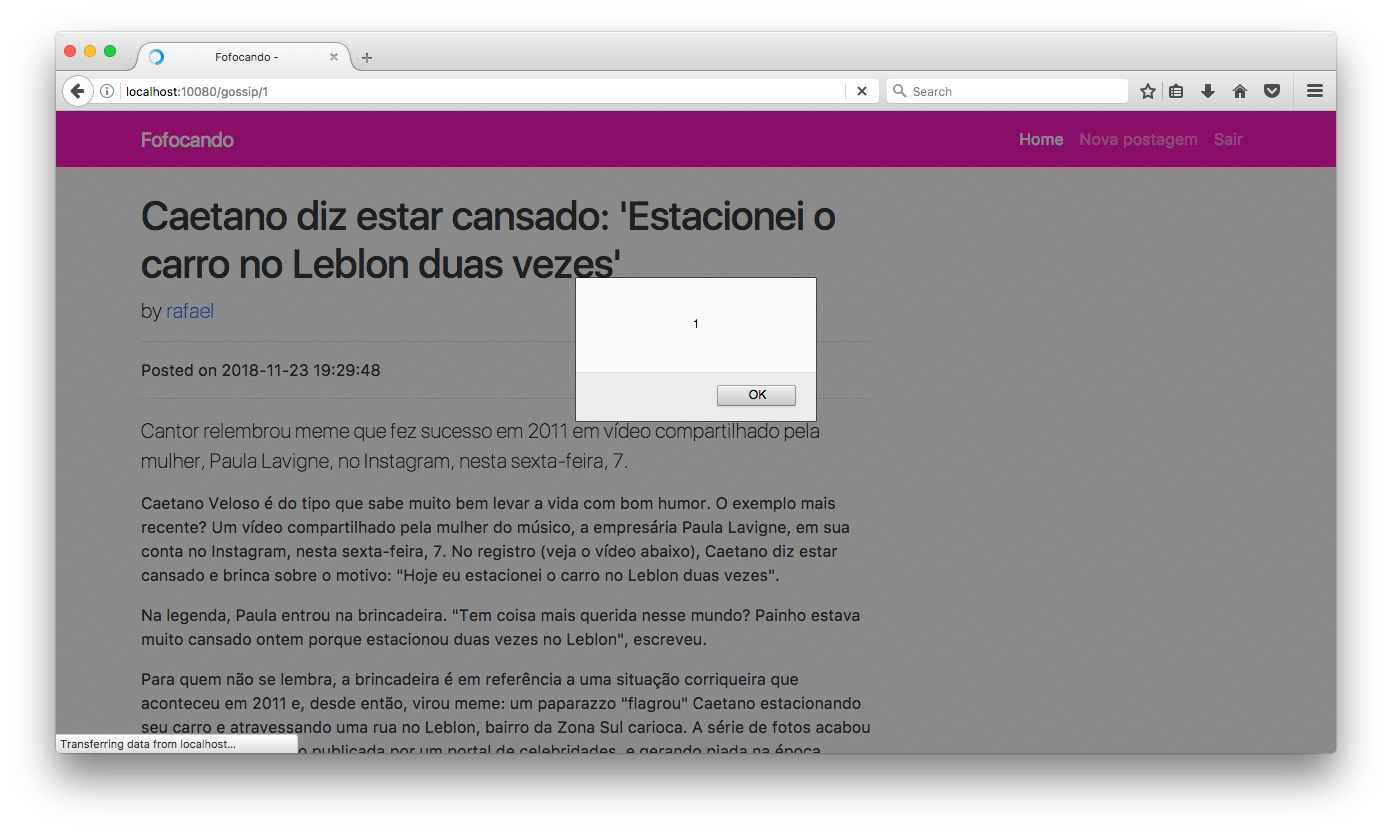 Fofocando -
localhost:10080/gossip/1
Search
Fofocando
Home Nova postagem Sair
Caetano diz estar cansado: 'Estacionei o
carro no Leblon duas vezes'
by rafael
1
OK
Posted on 2018-11-23 19:29:48
Cantor relembrou meme que fez sucesso em 2011 em vídeo compartilhado pela
mulher, Paula Lavigne, no Instagram, nesta sexta-feira, 7.
Caetano Veloso é do tipo que sabe muito bem levar a vida com bom humor. O exemplo mais
recente? Um vídeo compartilhado pela mulher do músico, a empresária Paula Lavigne, em sua
conta no Instagram, nesta sexta-feira, 7. No registro (veja o vídeo abaixo), Caetano diz estar
cansado e brinca sobre o motivo: "Hoje eu estacionei o carro no Leblon duas vezes".
Na legenda, Paula entrou na brincadeira. "Tem coisa mais querida nesse mundo? Painho estava
muito cansado ontem porque estacionou duas vezes no Leblon", escreveu.
Para quem não se lembra, a brincadeira é em referência a uma situação corriqueira que
aconteceu em 2011 e, desde então, virou meme: um paparazzo "flagrou" Caetano estacionando
seu carro e atravessando uma rua no Leblon, bairro da Zona Sul carioca. A série de fotos acabou
publicada por um portal de celebridades, e gerando piada na época.
Transferring data from localhost...